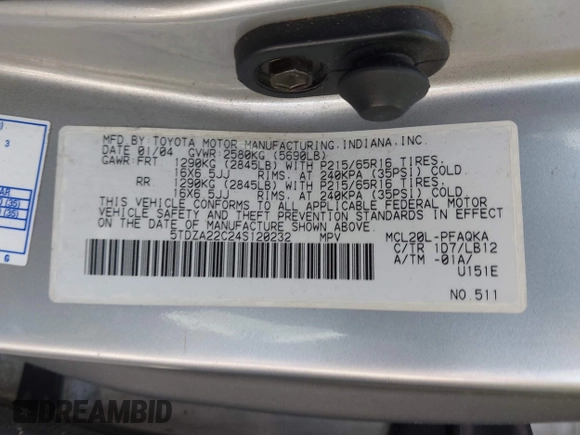 MFD.BY:TOYOTA MOTOR MANUFACTURING,INDIANA,INC.
DATE 01/04 GVWR:2580KG (5690LB)
GAWR:FRT 1290KG (2845LB) WITH P215/65R16 TIRES,
16X6.5JJ RIMS, AT 240KPA (35PSI) COLD
RR 1290KG (2845LB) WITH P215/65R16 TIRES,
16X6.5JJ RIMS, AT 240KPA (35PSI) COLD
THIS VEHICLE CONFORMS TO ALL APPLICABLE FEDERAL MOTOR
VEHICLE SAFETY AND THEFT PREVENTION STANDARDS IN EFFECT
ON THE DATE OF MANUFACTURE SHOWN ABOVE.
5TDZA22C24S120232 MPV MCL20L-PFAQKA
C/TR 1D7/LB12
A/TM -01A/
U151E
NO.511
3
(35)
(35)
G
DREAMBID